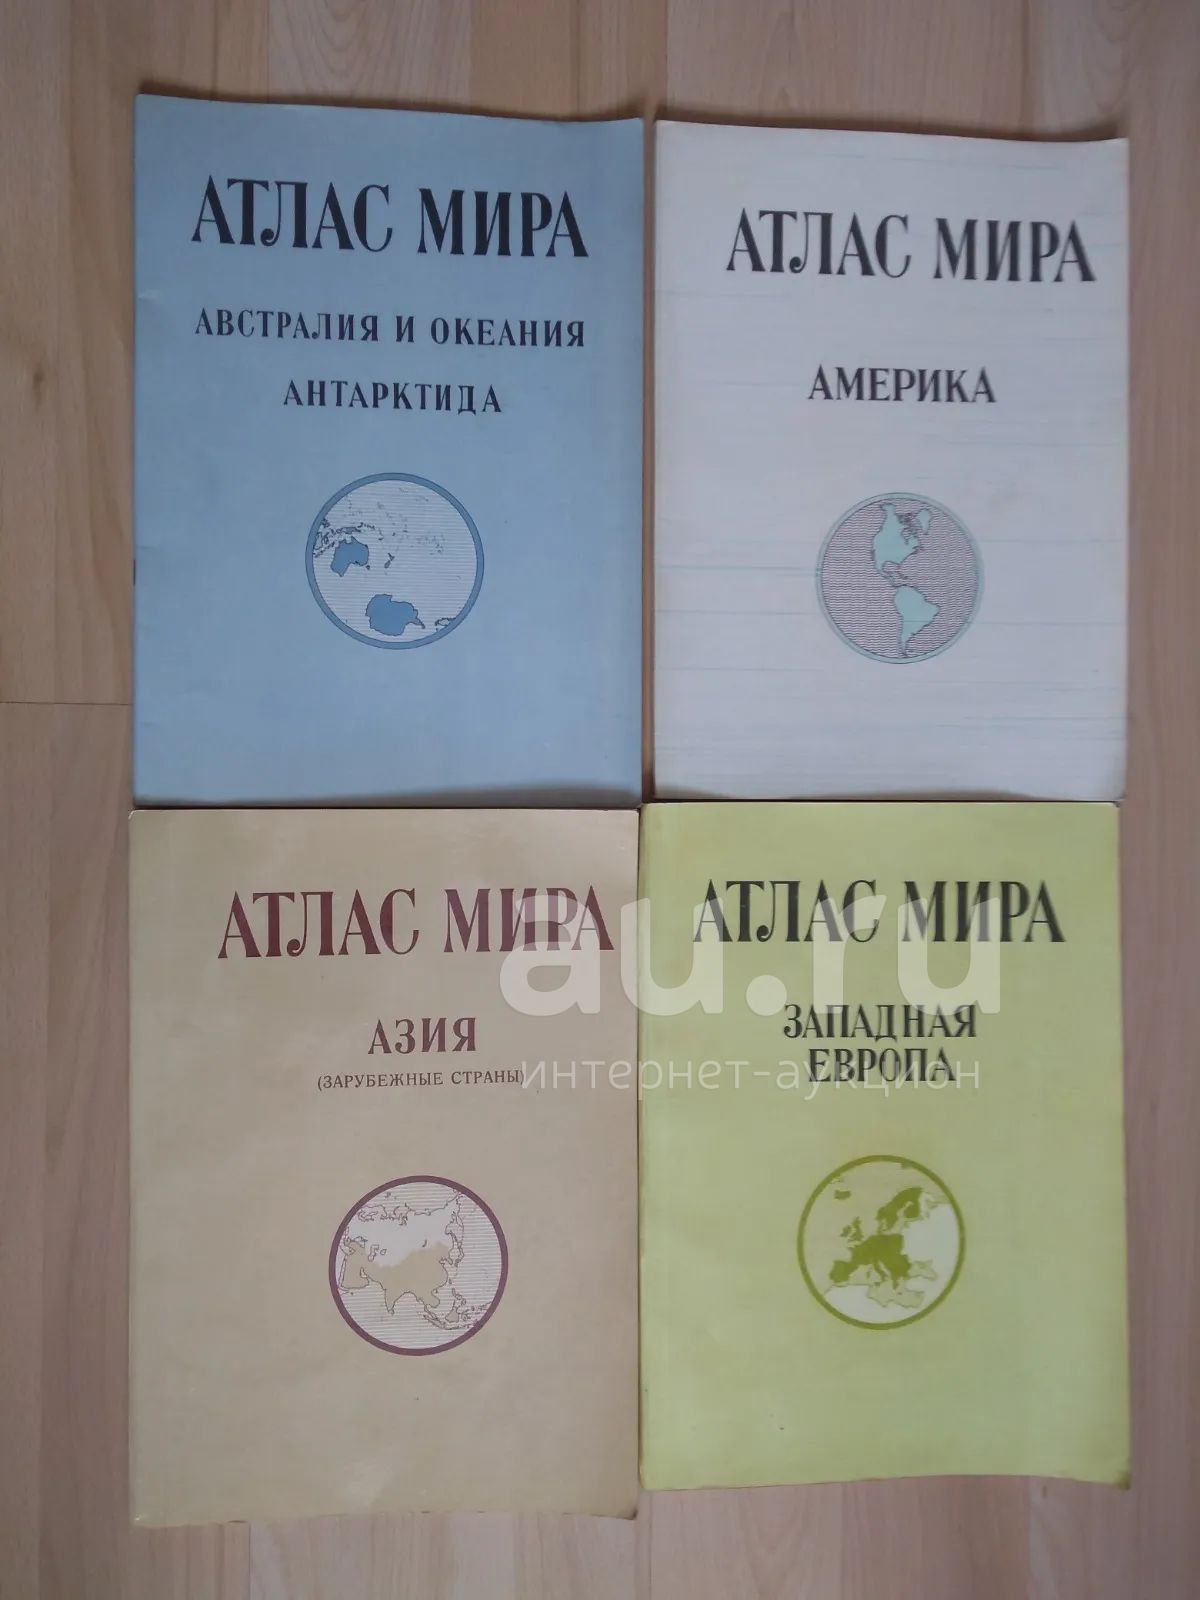 АТЛАС МИРА
АВСТРАЛИЯ И ОКЕАНИЯ
АНТАРКТИДА
АТЛАС МИРА
АМЕРИКА
АТЛАС МИРА
АЗИЯ
(ЗАРУБЕЖНЫЕ СТРАНЫ)
АТЛАС МИРА
ЗАПАДНАЯ
ЕВРОПА
au.ru
интернет-аукцион